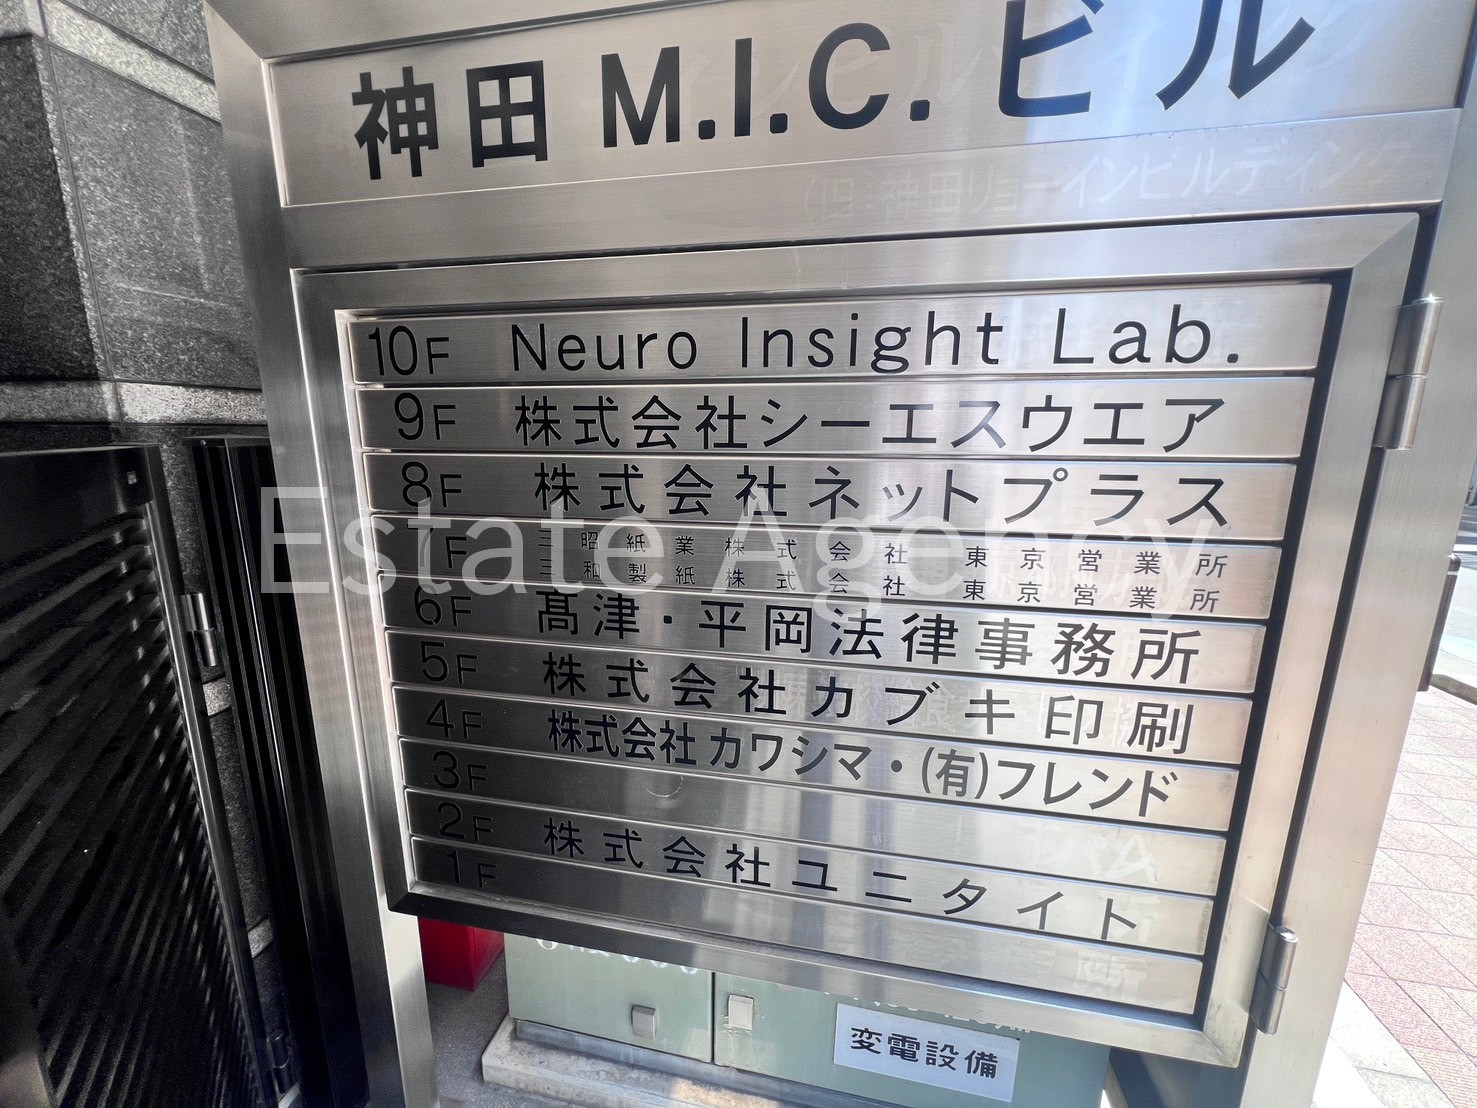 神田 M.I.C. ビル
(旧:神田リョーインビルディング
10F Neuro Insight Lab.
9F 株式会社シーエスウエア
8F 株式会社ネットプラス
7F 三昭紙業株式会社 東京営業所
三和製紙株式会社 東京営業所
6F 髙津・平岡法律事務所
5F 株式会社カブキ印刷
4F 株式会社カワシマ・(有)フレンド
3F
2F 株式会社ユニタイト
1F
変電設備
Estate Agency